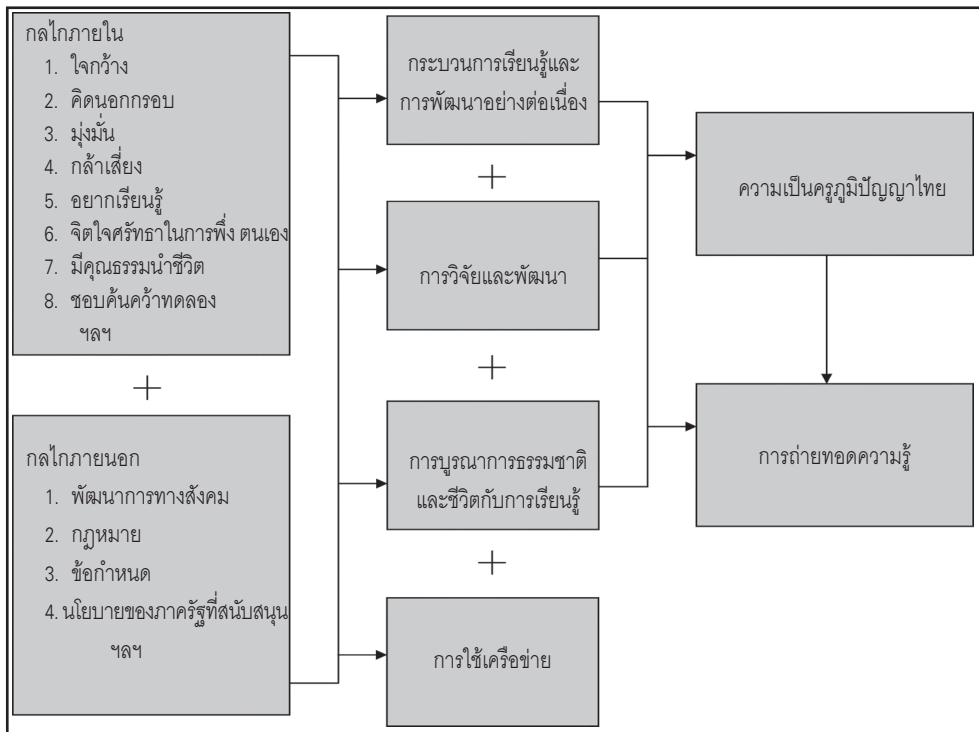 กลไกภายใน
1. ใจกว้าง
2. คิดนอกกรอบ
3. มุ่งมั่น
4. กล้าเสี่ยง
5. อยากเรียนรู้
6. จิตใจศรัทธาในการพึ่ง ตนเอง
7. มีคุณธรรมนำชีวิต
8. ชอบค้นคว้าทดลอง
ฯลฯ
+
กลไกภายนอก
1. พัฒนาการทางสังคม
2. กฎหมาย
3. ข้อกำหนด
4. นโยบายของภาครัฐที่สนับสนุน
ฯลฯ
กระบวนการเรียนรู้และ
การพัฒนาอย่างต่อเนื่อง
+
การวิจัยและพัฒนา
+
การบูรณาการธรรมชาติ
และชีวิตกับการเรียนรู้
+
การใช้เครือข่าย
ความเป็นครูภูมิปัญญาไทย
การถ่ายทอดความรู้